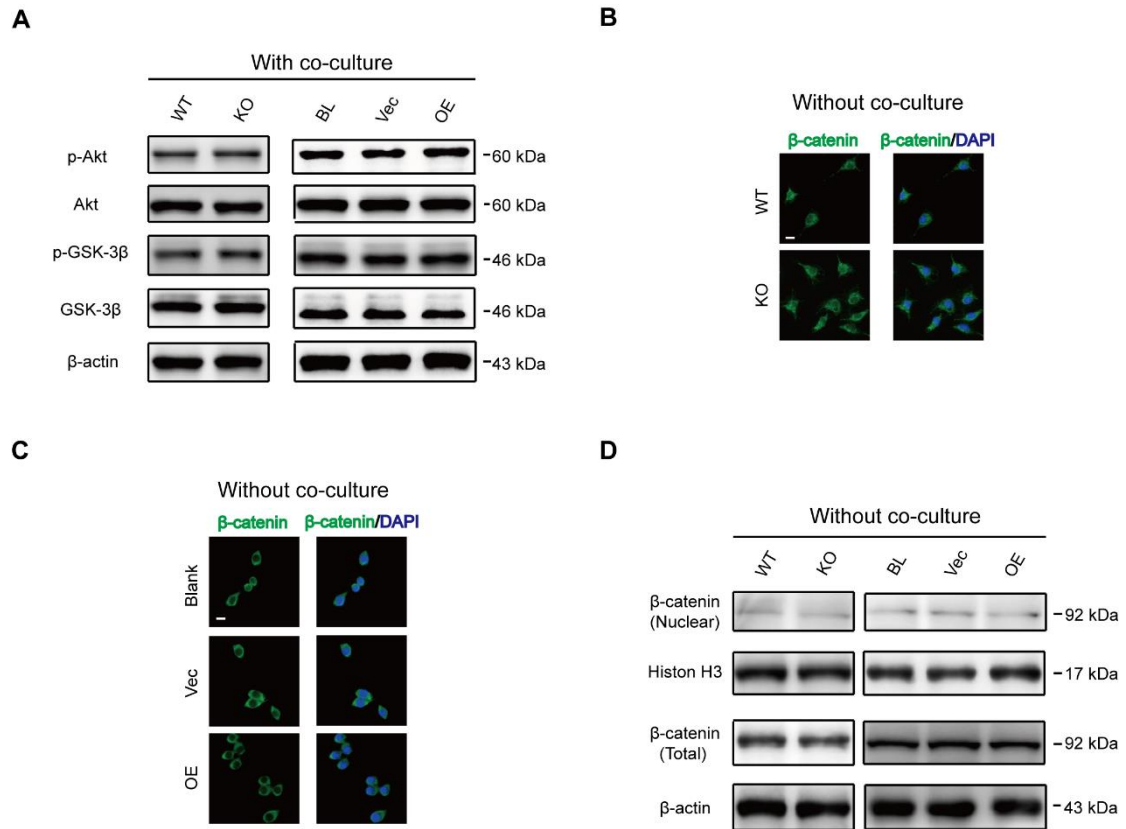 A
With co-culture
WT KO BL Vec OE
p-Akt -60 kDa
Akt -60 kDa
p-GSK-3β -46 kDa
GSK-3β -46 kDa
β-actin -43 kDa
B
Without co-culture
β-catenin β-catenin/DAPI
WT
KO
C
Without co-culture
β-catenin β-catenin/DAPI
Blank
Vec
OE
D
Without co-culture
WT KO BL Vec OE
β-catenin
(Nuclear) -92 kDa
Histon H3 -17 kDa
β-catenin
(Total) -92 kDa
β-actin -43 kDa